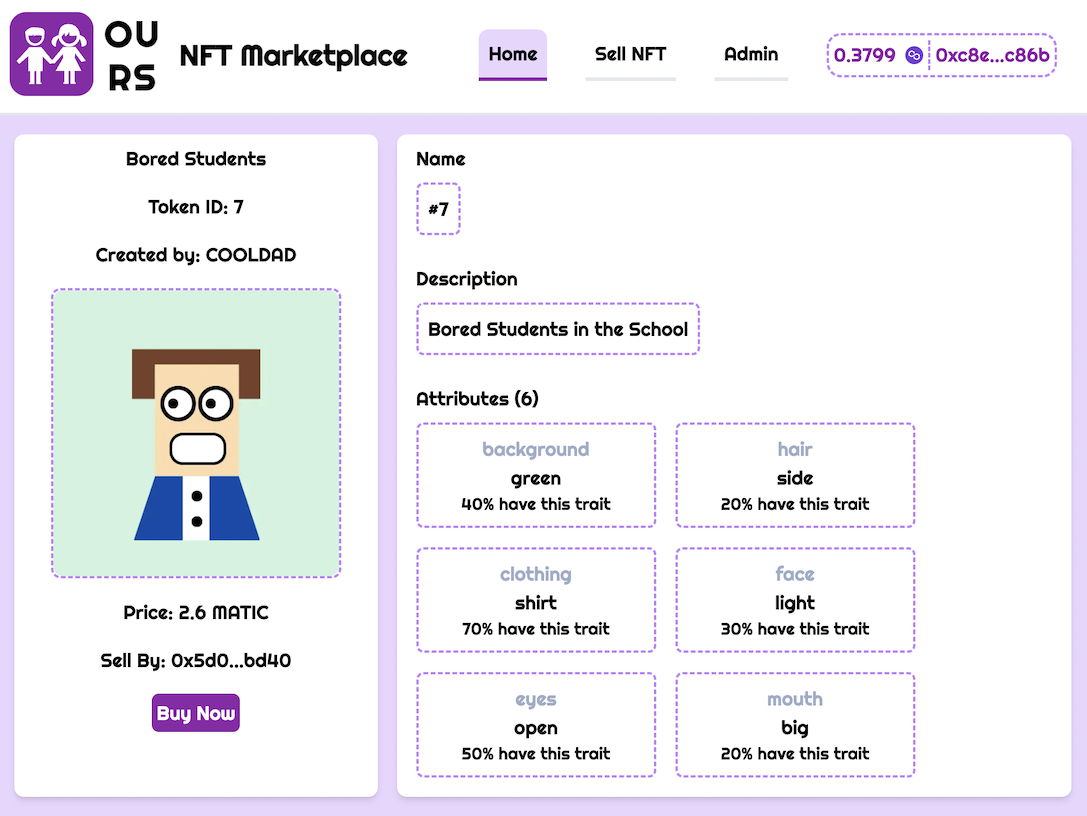 OU
RS
NFT Marketplace
Home
Sell NFT
Admin
0.3799
0xc8e...c86b
Bored Students
Token ID: 7
Created by: COOLDAD
Price: 2.6 MATIC
Sell By: 0x5d0...bd40
Buy Now
Name
#7
Description
Bored Students in the School
Attributes (6)
background
green
40% have this trait
hair
side
20% have this trait
clothing
shirt
70% have this trait
face
light
30% have this trait
eyes
open
50% have this trait
mouth
big
20% have this trait